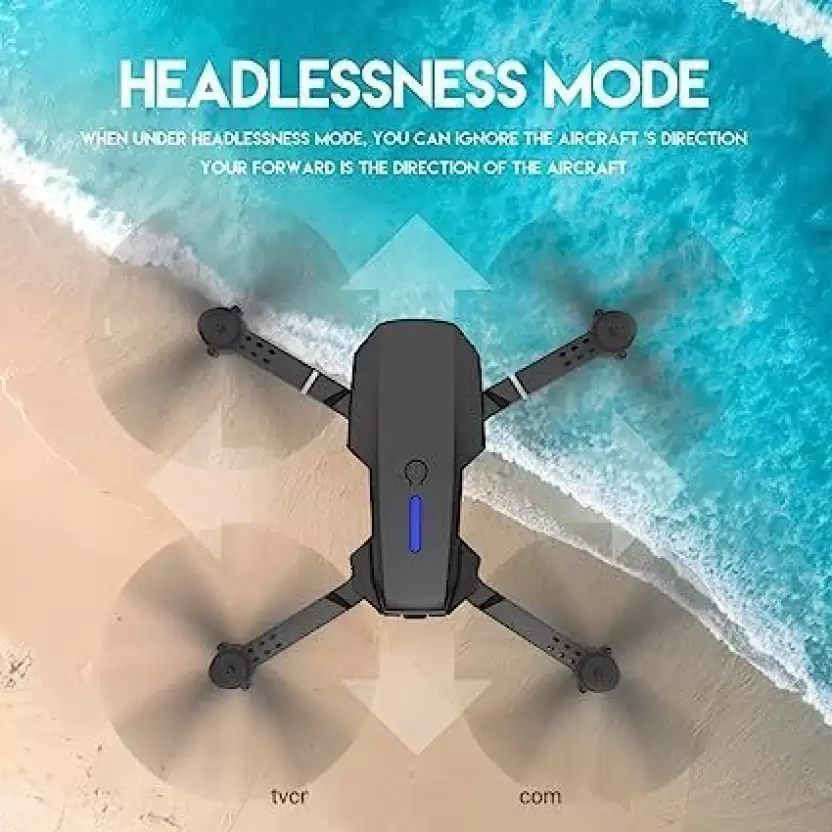 HEADLESSNESS MODE
WHEN UNDER HEADLESSNESS MODE, YOU CAN IGNORE THE AIRCRAFT 'S DIRECTION
YOUR FORWARD IS THE DIRECTION OF THE AIRCRAFT
tvcr com